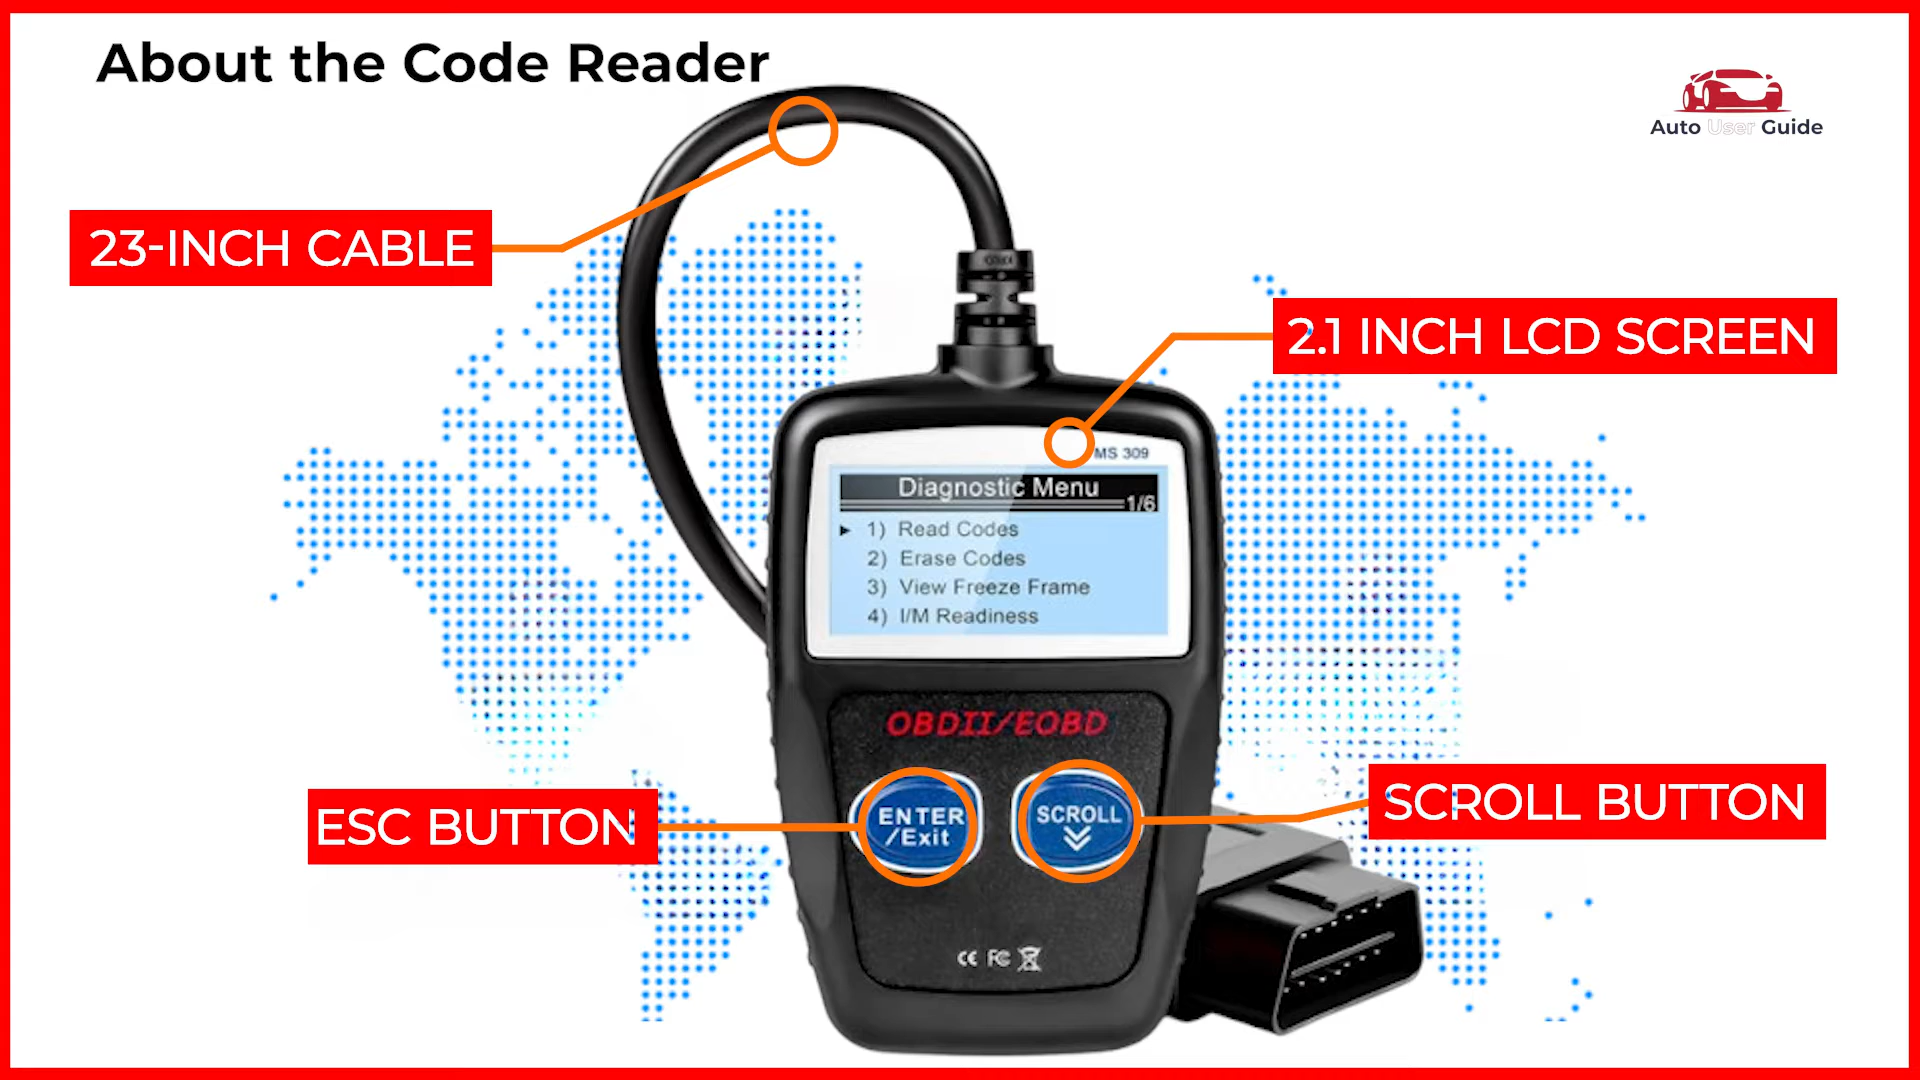 About the Code Reader
Auto User Guide
23-INCH CABLE
2.1 INCH LCD SCREEN
MS 309
Diagnostic Menu
1/6
1) Read Codes
2) Erase Codes
3) View Freeze Frame
4) I/M Readiness
OBDII/EOBD
ESC BUTTON
ENTER
/Exit
SCROLL
SCROLL BUTTON
CE FC